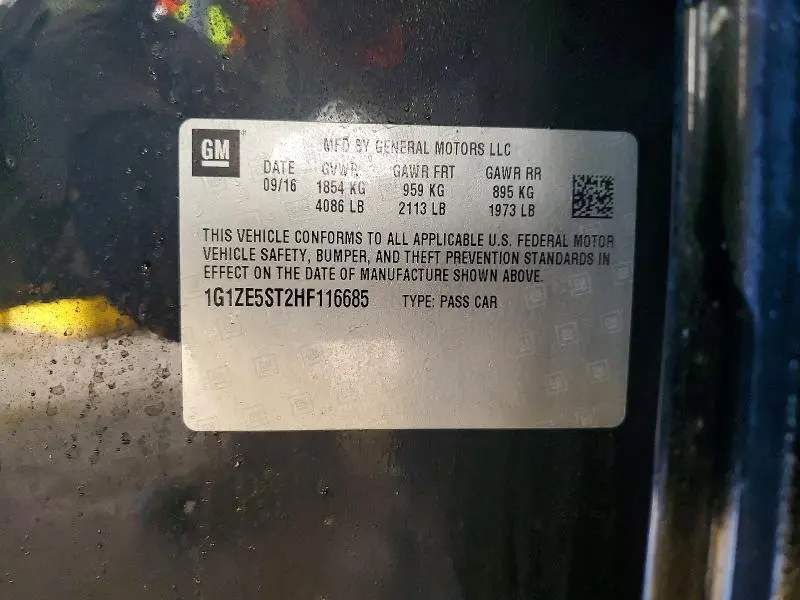 GM
MFD BY GENERAL MOTORS LLC
DATE GVWR GAWR FRT GAWR RR
09/16 1854 KG 959 KG 895 KG
4086 LB 2113 LB 1973 LB
THIS VEHICLE CONFORMS TO ALL APPLICABLE U.S. FEDERAL MOTOR
VEHICLE SAFETY, BUMPER, AND THEFT PREVENTION STANDARDS IN
EFFECT ON THE DATE OF MANUFACTURE SHOWN ABOVE.
1G1ZE5ST2HF116685 TYPE: PASS CAR